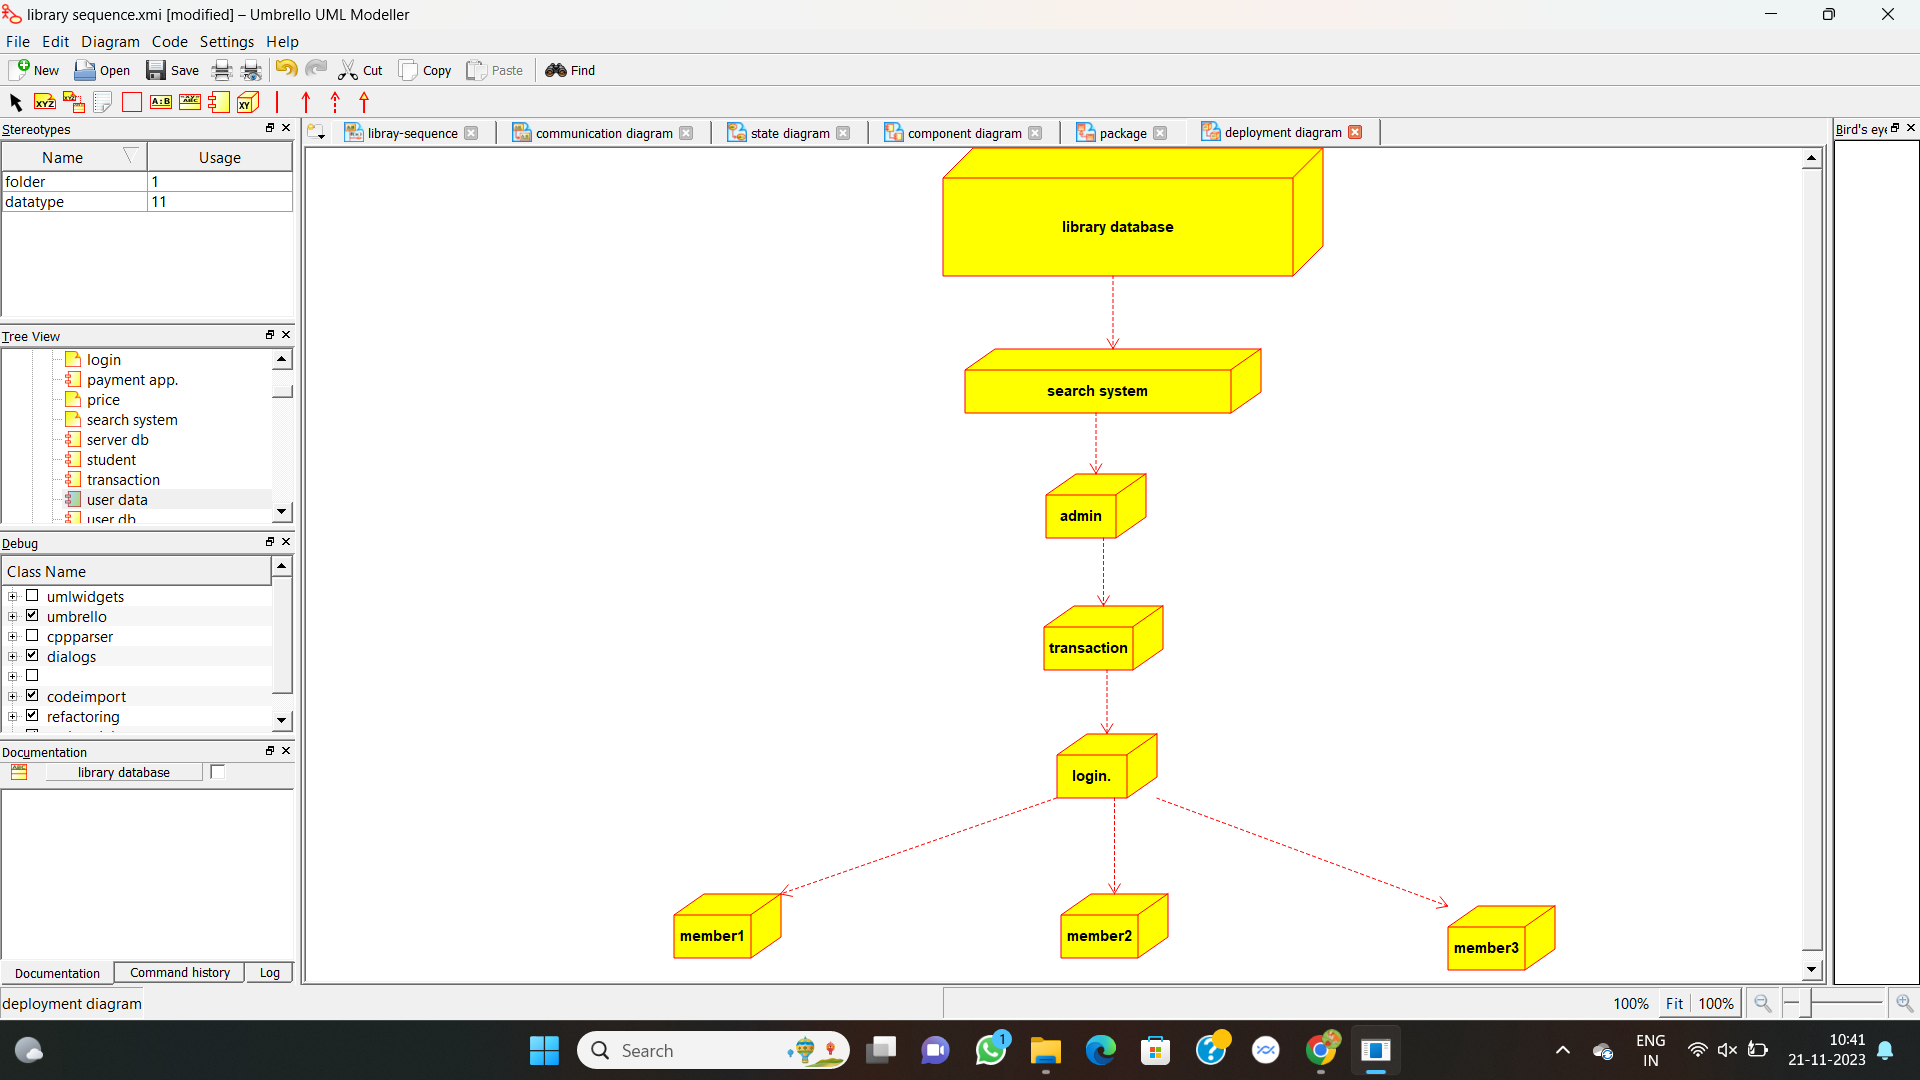 library sequence.xmi [modified] – Umbrello UML Modeller
File Edit Diagram Code Settings Help
New Open Save Cut Copy Paste Find
XYZ XYZ A:B ABC XY
Stereotypes
Name Usage
folder 1
datatype 11
Tree View
login
payment app.
price
search system
server db
student
transaction
user data
user db
Debug
Class Name
umlwidgets
umbrello
cppparser
dialogs
codeimport
refactoring
Documentation
library database
Documentation Command history Log
libray-sequence communication diagram state diagram component diagram package deployment diagram
library database
search system
admin
transaction
login.
member1
member2
member3
Bird's eye
deployment diagram
100% Fit 100%
Search
1
ENG
IN
10:41
21-11-2023